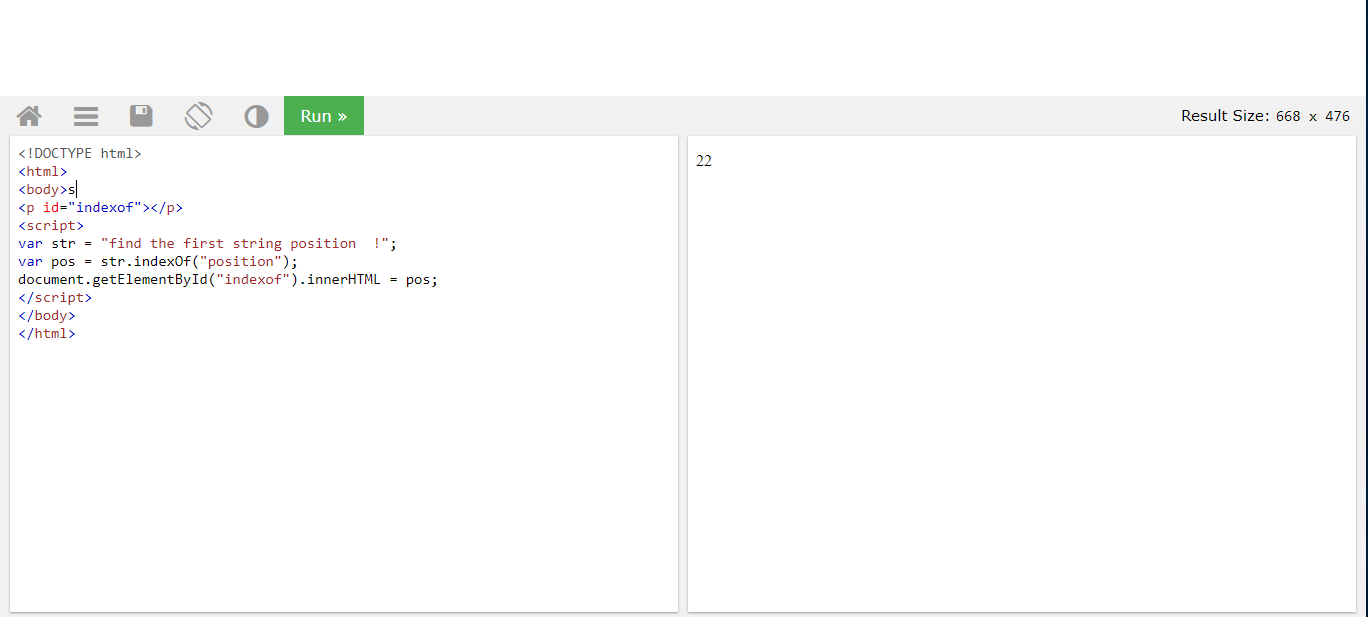 Run »
Result Size: 668 x 476
<!DOCTYPE html>
<html>
<body>s
<p id="indexof"></p>
<script>
var str = "find the first string position  !";
var pos = str.indexOf("position");
document.getElementById("indexof").innerHTML = pos;
</script>
</body>
</html>
22